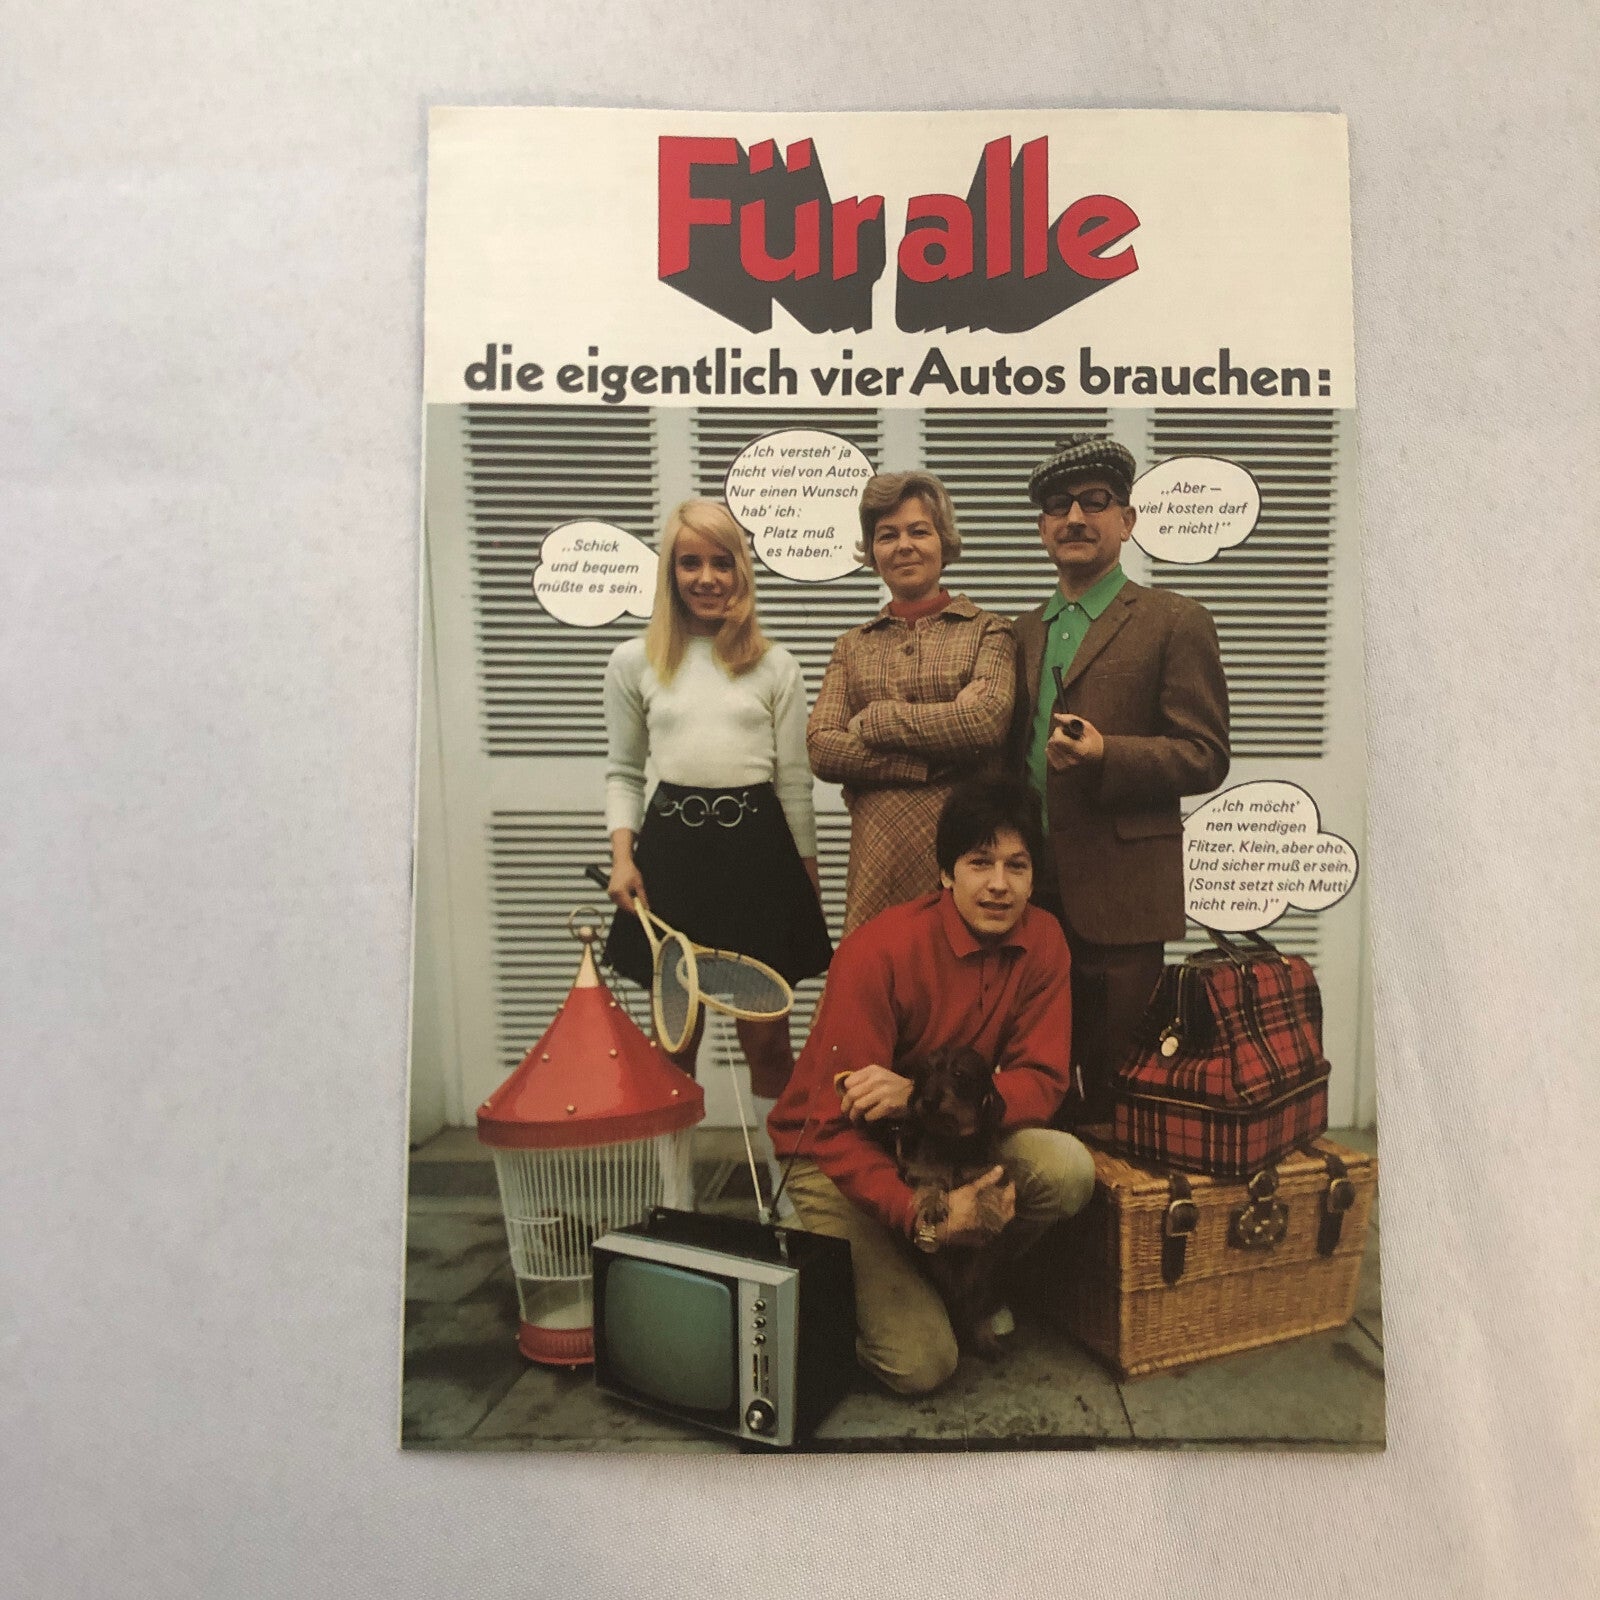 Für alle
die eigentlich vier Autos brauchen:
„Ich versteh' ja
nicht viel von Autos.
Nur einen Wunsch
hab' ich:
Platz muß
es haben."
„Aber –
viel kosten darf
er nicht!"
„Schick
und bequem
müßte es sein.
„Ich möcht'
nen wendigen
Flitzer. Klein, aber oho.
Und sicher muß er sein.
(Sonst setzt sich Mutti
nicht rein.)"